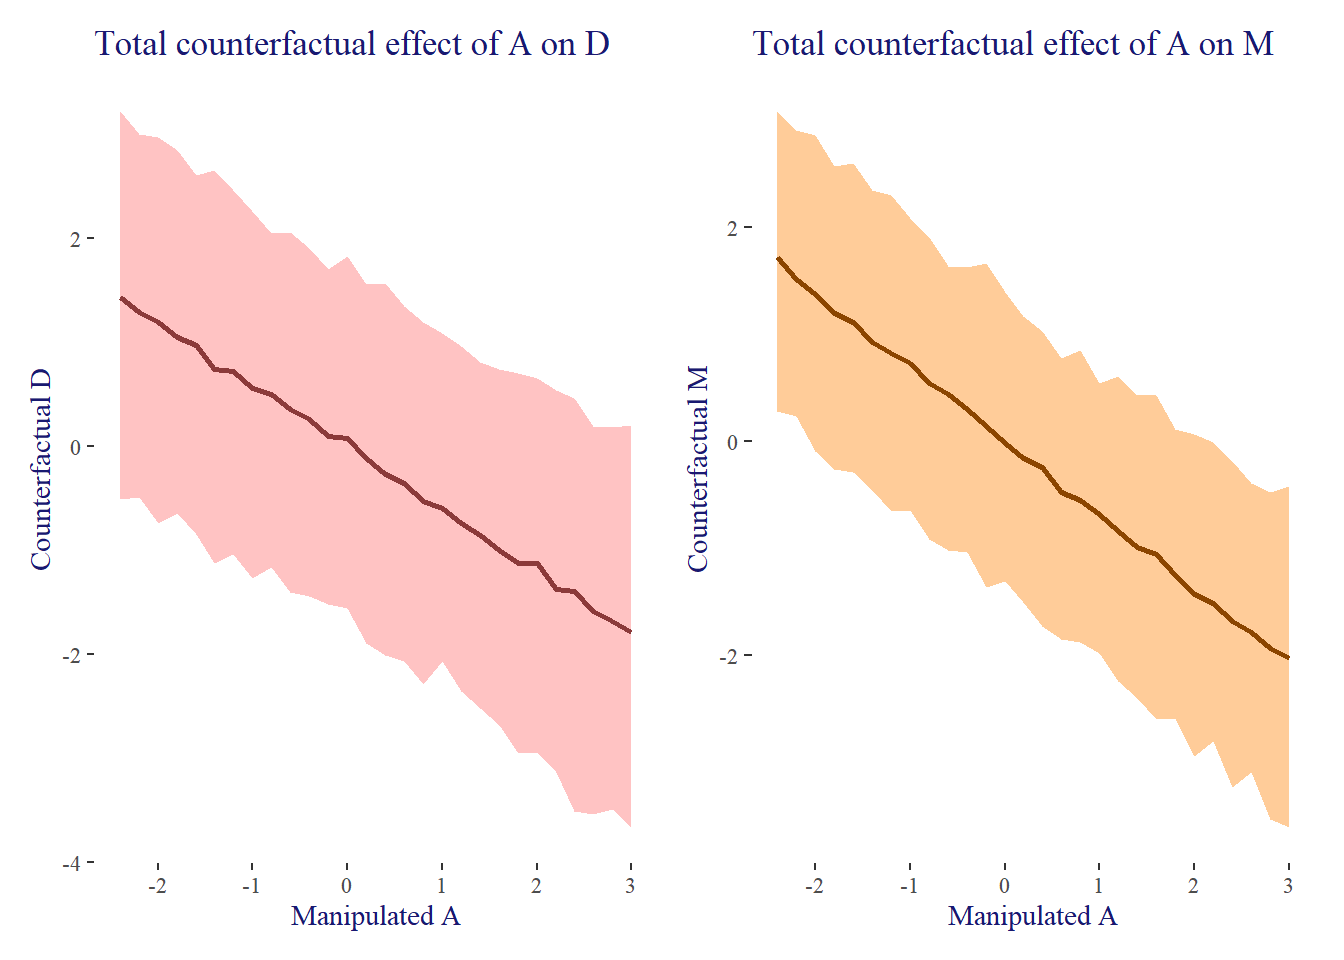 Total counterfactual effect of A on D
Counterfactual D
2
0
-2
-4
-2 -1 0 1 2 3
Manipulated A
Total counterfactual effect of A on M
Counterfactual M
2
0
-2
-2 -1 0 1 2 3
Manipulated A